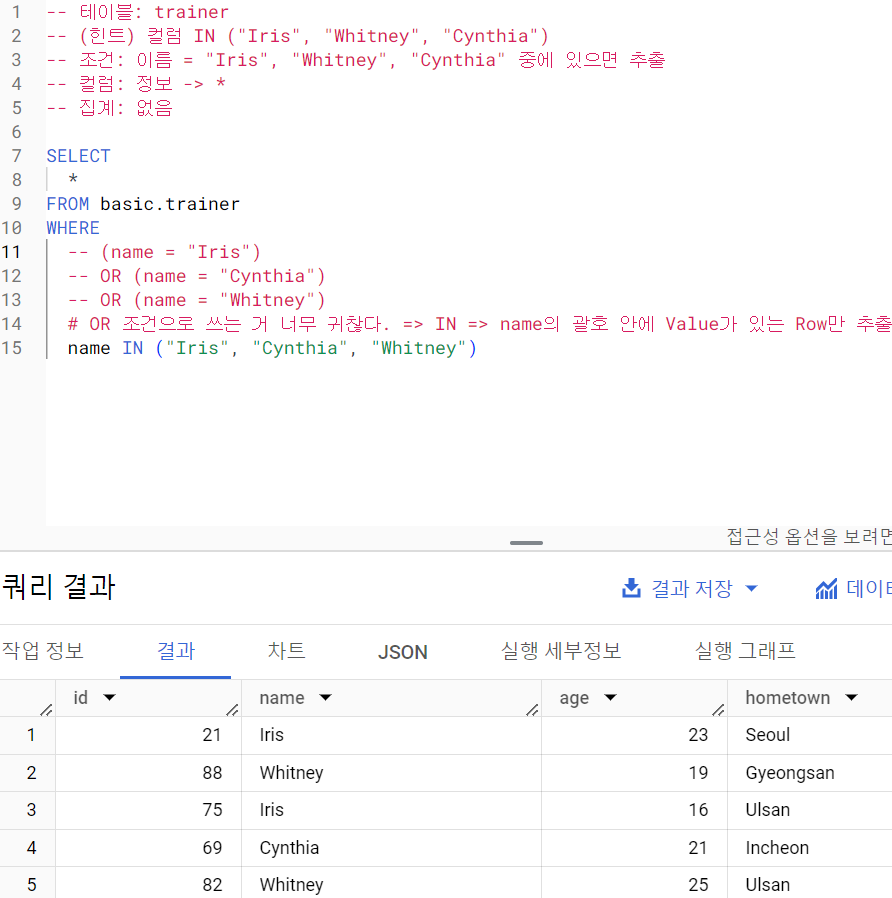 1 -- 테이블: trainer
2 -- (힌트) 컬럼 IN ("Iris", "Whitney", "Cynthia")
3 -- 조건: 이름 = "Iris", "Whitney", "Cynthia" 중에 있으면 추출
4 -- 컬럼: 정보 -> *
5 -- 집계: 없음
6
7 SELECT
8 *
9 FROM basic.trainer
10 WHERE
11 -- (name = "Iris")
12 -- OR (name = "Cynthia")
13 -- OR (name = "Whitney")
14 # OR 조건으로 쓰는 거 너무 귀찮다. => IN => name의 괄호 안에 Value가 있는 Row만 추출
15 name IN ("Iris", "Cynthia", "Whitney")
접근성 옵션을 보려면
쿼리 결과 결과 저장 데이터
작업 정보 결과 차트 JSON 실행 세부정보 실행 그래프
id name age hometown
1 21 Iris 23 Seoul
2 88 Whitney 19 Gyeongsan
3 75 Iris 16 Ulsan
4 69 Cynthia 21 Incheon
5 82 Whitney 25 Ulsan